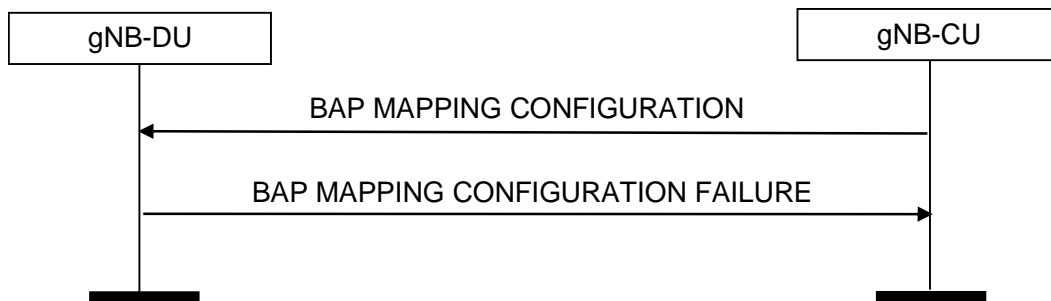 gNB-DU
gNB-CU
BAP MAPPING CONFIGURATION
BAP MAPPING CONFIGURATION FAILURE